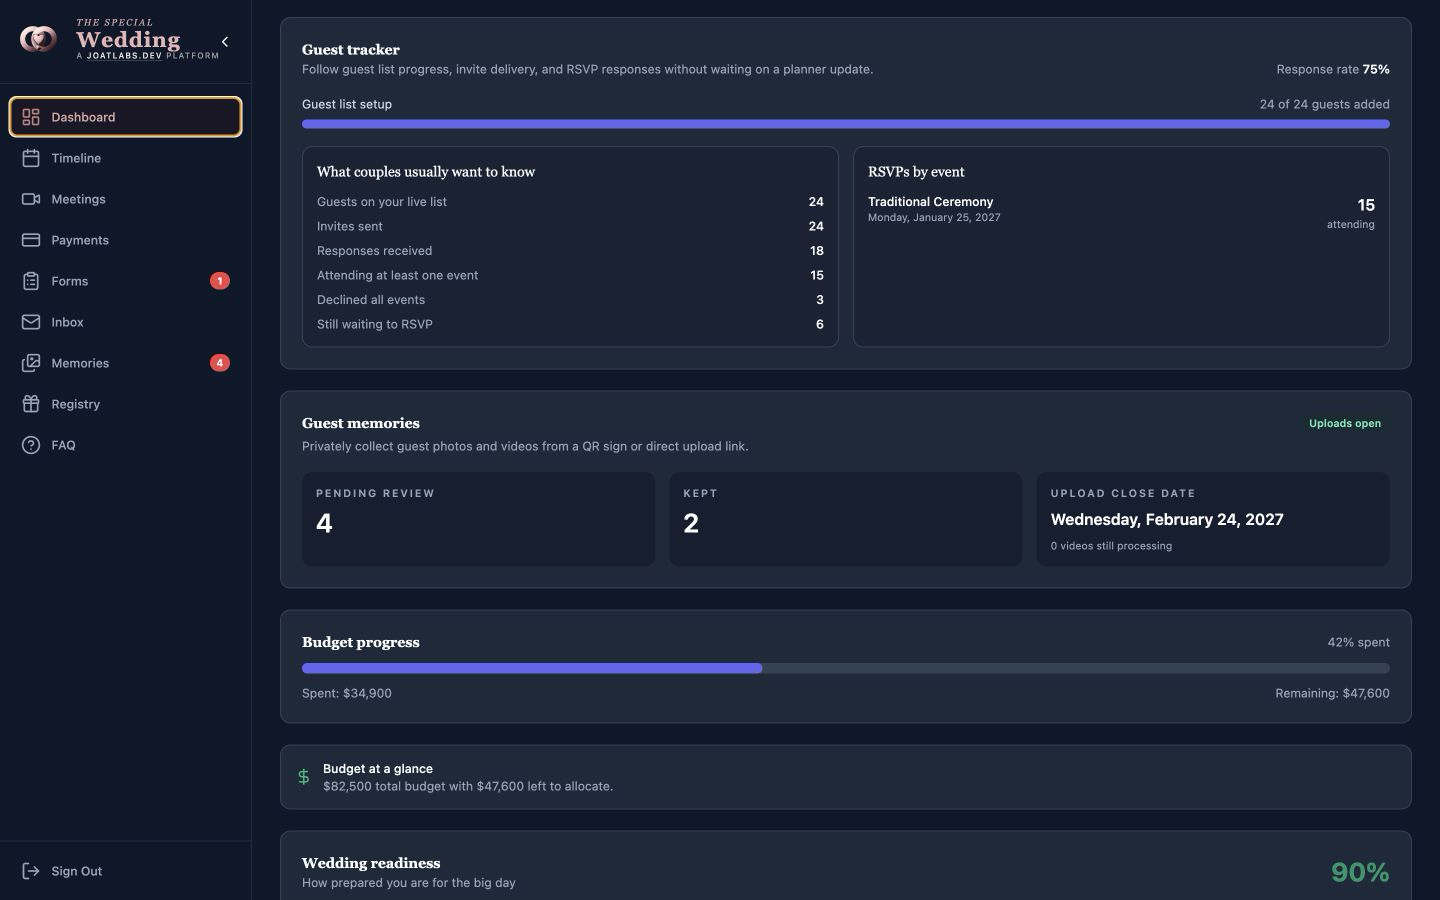 THE SPECIAL
Wedding
A JOATLABS.DEV PLATFORM
Dashboard
Timeline
Meetings
Payments
Forms 1
Inbox
Memories 4
Registry
FAQ
Sign Out
Guest tracker
Follow guest list progress, invite delivery, and RSVP responses without waiting on a planner update.
Response rate 75%
Guest list setup
24 of 24 guests added
What couples usually want to know
Guests on your live list 24
Invites sent 24
Responses received 18
Attending at least one event 15
Declined all events 3
Still waiting to RSVP 6
RSVPs by event
Traditional Ceremony
Monday, January 25, 2027
15
attending
Guest memories
Uploads open
Privately collect guest photos and videos from a QR sign or direct upload link.
PENDING REVIEW
4
KEPT
2
UPLOAD CLOSE DATE
Wednesday, February 24, 2027
0 videos still processing
Budget progress
42% spent
Spent: $34,900
Remaining: $47,600
Budget at a glance
$82,500 total budget with $47,600 left to allocate.
Wedding readiness
How prepared you are for the big day
90%